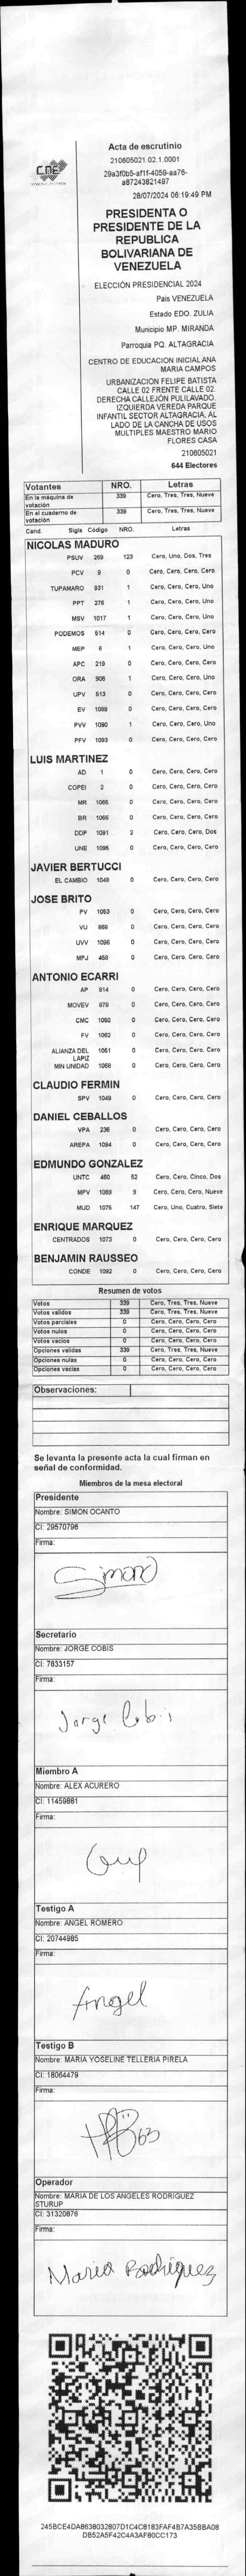 CNE
Acta de escrutinio
210605021.02.1.0001
29a3f0b5-af1f-4059-aa76-
a87243821497
28/07/2024 06:19:49 PM
PRESIDENTA O
PRESIDENTE DE LA
REPUBLICA
BOLIVARIANA DE
VENEZUELA
ELECCIÓN PRESIDENCIAL 2024
Pais VENEZUELA
Estado EDO. ZULIA
Municipio MP. MIRANDA
Parroquia PQ. ALTAGRACIA
CENTRO DE EDUCACION INICIAL ANA
MARIA CAMPOS
URBANIZACION FELIPE BATISTA
CALLE 02 FRENTE CALLE 02.
DERECHA CALLEJÓN PULILAVADO.
IZQUIERDA VEREDA PARQUE
INFANTIL SECTOR ALTAGRACIA, AL
LADO DE LA CANCHA DE USOS
MULTIPLES MAESTRO MARIO
FLORES CASA
210605021
644 Electores
Votantes NRO. Letras
En la máquina de votación 339 Cero, Tres, Tres, Nueve
En el cuaderno de votación 339 Cero, Tres, Tres, Nueve
Cand. Sigla Código NRO. Letras
NICOLAS MADURO
PSUV 269 123 Cero, Uno, Dos, Tres
PCV 9 0 Cero, Cero, Cero, Cero
TUPAMARO 931 1 Cero, Cero, Cero, Uno
PPT 276 1 Cero, Cero, Cero, Uno
MSV 1017 1 Cero, Cero, Cero, Uno
PODEMOS 514 0 Cero, Cero, Cero, Cero
MEP 6 1 Cero, Cero, Cero, Uno
APC 219 0 Cero, Cero, Cero, Cero
ORA 906 1 Cero, Cero, Cero, Uno
UPV 513 0 Cero, Cero, Cero, Cero
EV 1089 0 Cero, Cero, Cero, Cero
PVV 1090 1 Cero, Cero, Cero, Uno
PFV 1093 0 Cero, Cero, Cero, Cero
LUIS MARTINEZ
AD 1 0 Cero, Cero, Cero, Cero
COPEI 2 0 Cero, Cero, Cero, Cero
MR 1065 0 Cero, Cero, Cero, Cero
BR 1066 0 Cero, Cero, Cero, Cero
DDP 1091 2 Cero, Cero, Cero, Dos
UNE 1095 0 Cero, Cero, Cero, Cero
JAVIER BERTUCCI
EL CAMBIO 1048 0 Cero, Cero, Cero, Cero
JOSE BRITO
PV 1053 0 Cero, Cero, Cero, Cero
VU 868 0 Cero, Cero, Cero, Cero
UVV 1096 0 Cero, Cero, Cero, Cero
MPJ 458 0 Cero, Cero, Cero, Cero
ANTONIO ECARRI
AP 814 0 Cero, Cero, Cero, Cero
MOVEV 979 0 Cero, Cero, Cero, Cero
CMC 1050 0 Cero, Cero, Cero, Cero
FV 1062 0 Cero, Cero, Cero, Cero
ALIANZA DEL LAPIZ 1051 0 Cero, Cero, Cero, Cero
MIN UNIDAD 1068 0 Cero, Cero, Cero, Cero
CLAUDIO FERMIN
SPV 1049 0 Cero, Cero, Cero, Cero
DANIEL CEBALLOS
VPA 236 0 Cero, Cero, Cero, Cero
AREPA 1094 0 Cero, Cero, Cero, Cero
EDMUNDO GONZALEZ
UNTC 460 52 Cero, Cero, Cinco, Dos
MPV 1069 9 Cero, Cero, Cero, Nueve
MUD 1075 147 Cero, Uno, Cuatro, Siete
ENRIQUE MARQUEZ
CENTRADOS 1073 0 Cero, Cero, Cero, Cero
BENJAMIN RAUSSEO
CONDE 1092 0 Cero, Cero, Cero, Cero
Resumen de votos
Votos 339 Cero, Tres, Tres, Nueve
Votos validos 339 Cero, Tres, Tres, Nueve
Votos parciales 0 Cero, Cero, Cero, Cero
Votos nulos 0 Cero, Cero, Cero, Cero
Votos vacios 0 Cero, Cero, Cero, Cero
Opciones validas 339 Cero, Tres, Tres, Nueve
Opciones nulas 0 Cero, Cero, Cero, Cero
Opciones vacias 0 Cero, Cero, Cero, Cero
Observaciones:
Se levanta la presente acta la cual firman en
señal de conformidad.
Miembros de la mesa electoral
Presidente
Nombre: SIMON OCANTO
CI: 29570796
Firma:
Simon O
Secretario
Nombre: JORGE COBIS
CI: 7833157
Firma:
Jorge Cobis
Miembro A
Nombre: ALEX ACURERO
CI: 11459881
Firma:
Testigo A
Nombre: ANGEL ROMERO
CI: 20744985
Firma:
Angel
Testigo B
Nombre: MARIA YOSELINE TELLERIA PIRELA
CI: 18064479
Firma:
Operador
Nombre: MARIA DE LOS ANGELES RODRIGUEZ
STURUP
CI: 31320876
Firma:
Maria Rodriguez
245BCE4DA8638032B07D1C4C8183FAF4B7A35BBA08
DB52A5F42C4A3AF80CC173